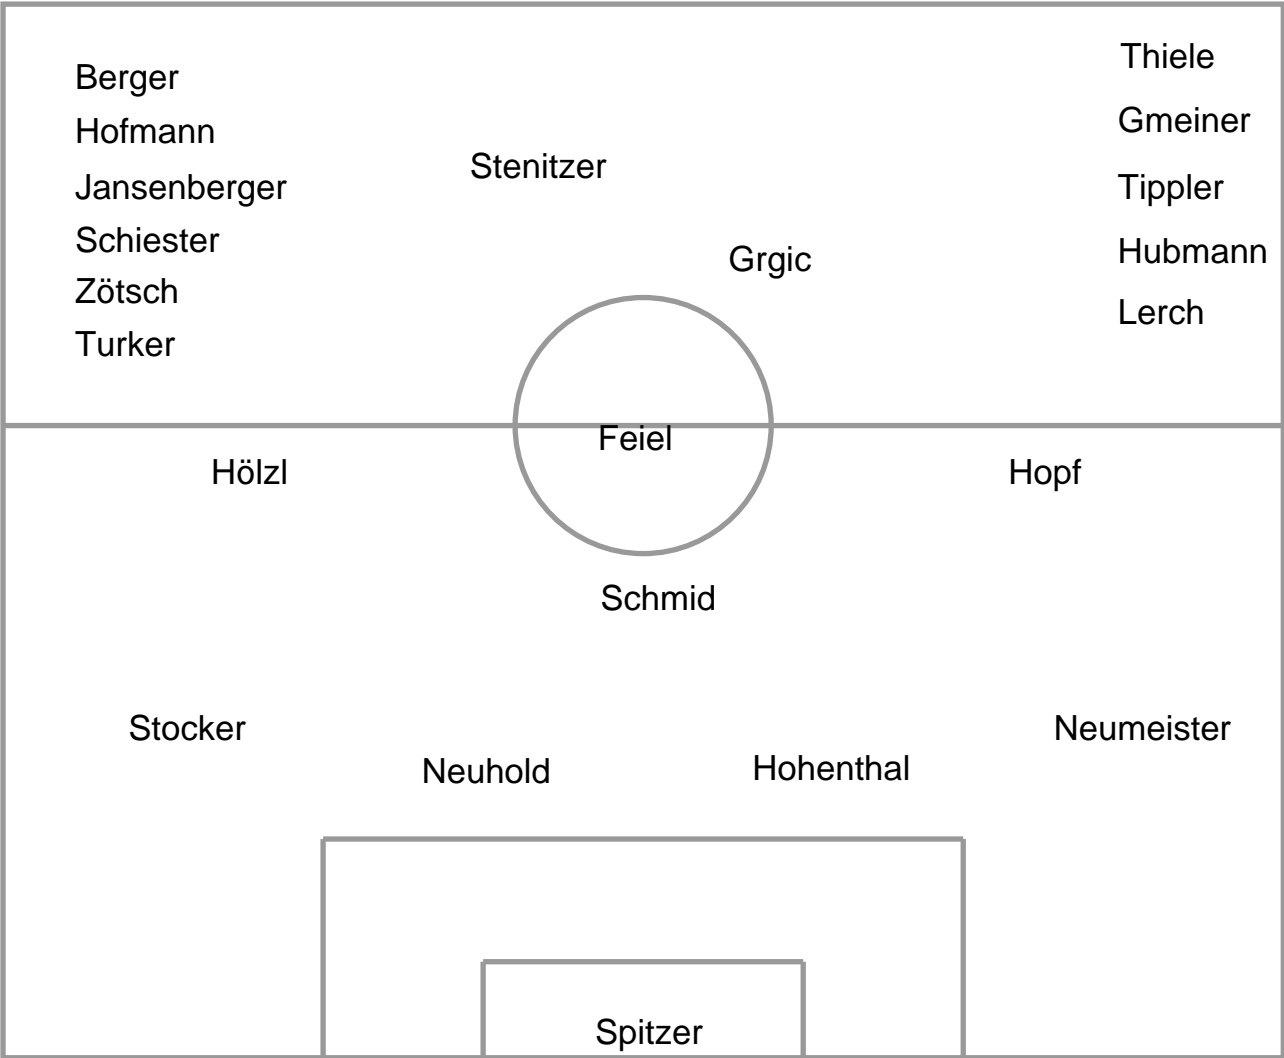 Thiele
Berger
Gmeiner
Hofmann
Stenitzer
Jansenberger
Tippler
Schiester
Hubmann
Grgic
Zötsch
Lerch
Turker
Feiel
Hölzl
Hopf
Schmid
Stocker
Neumeister
Neuhold
Hohenthal
Spitzer